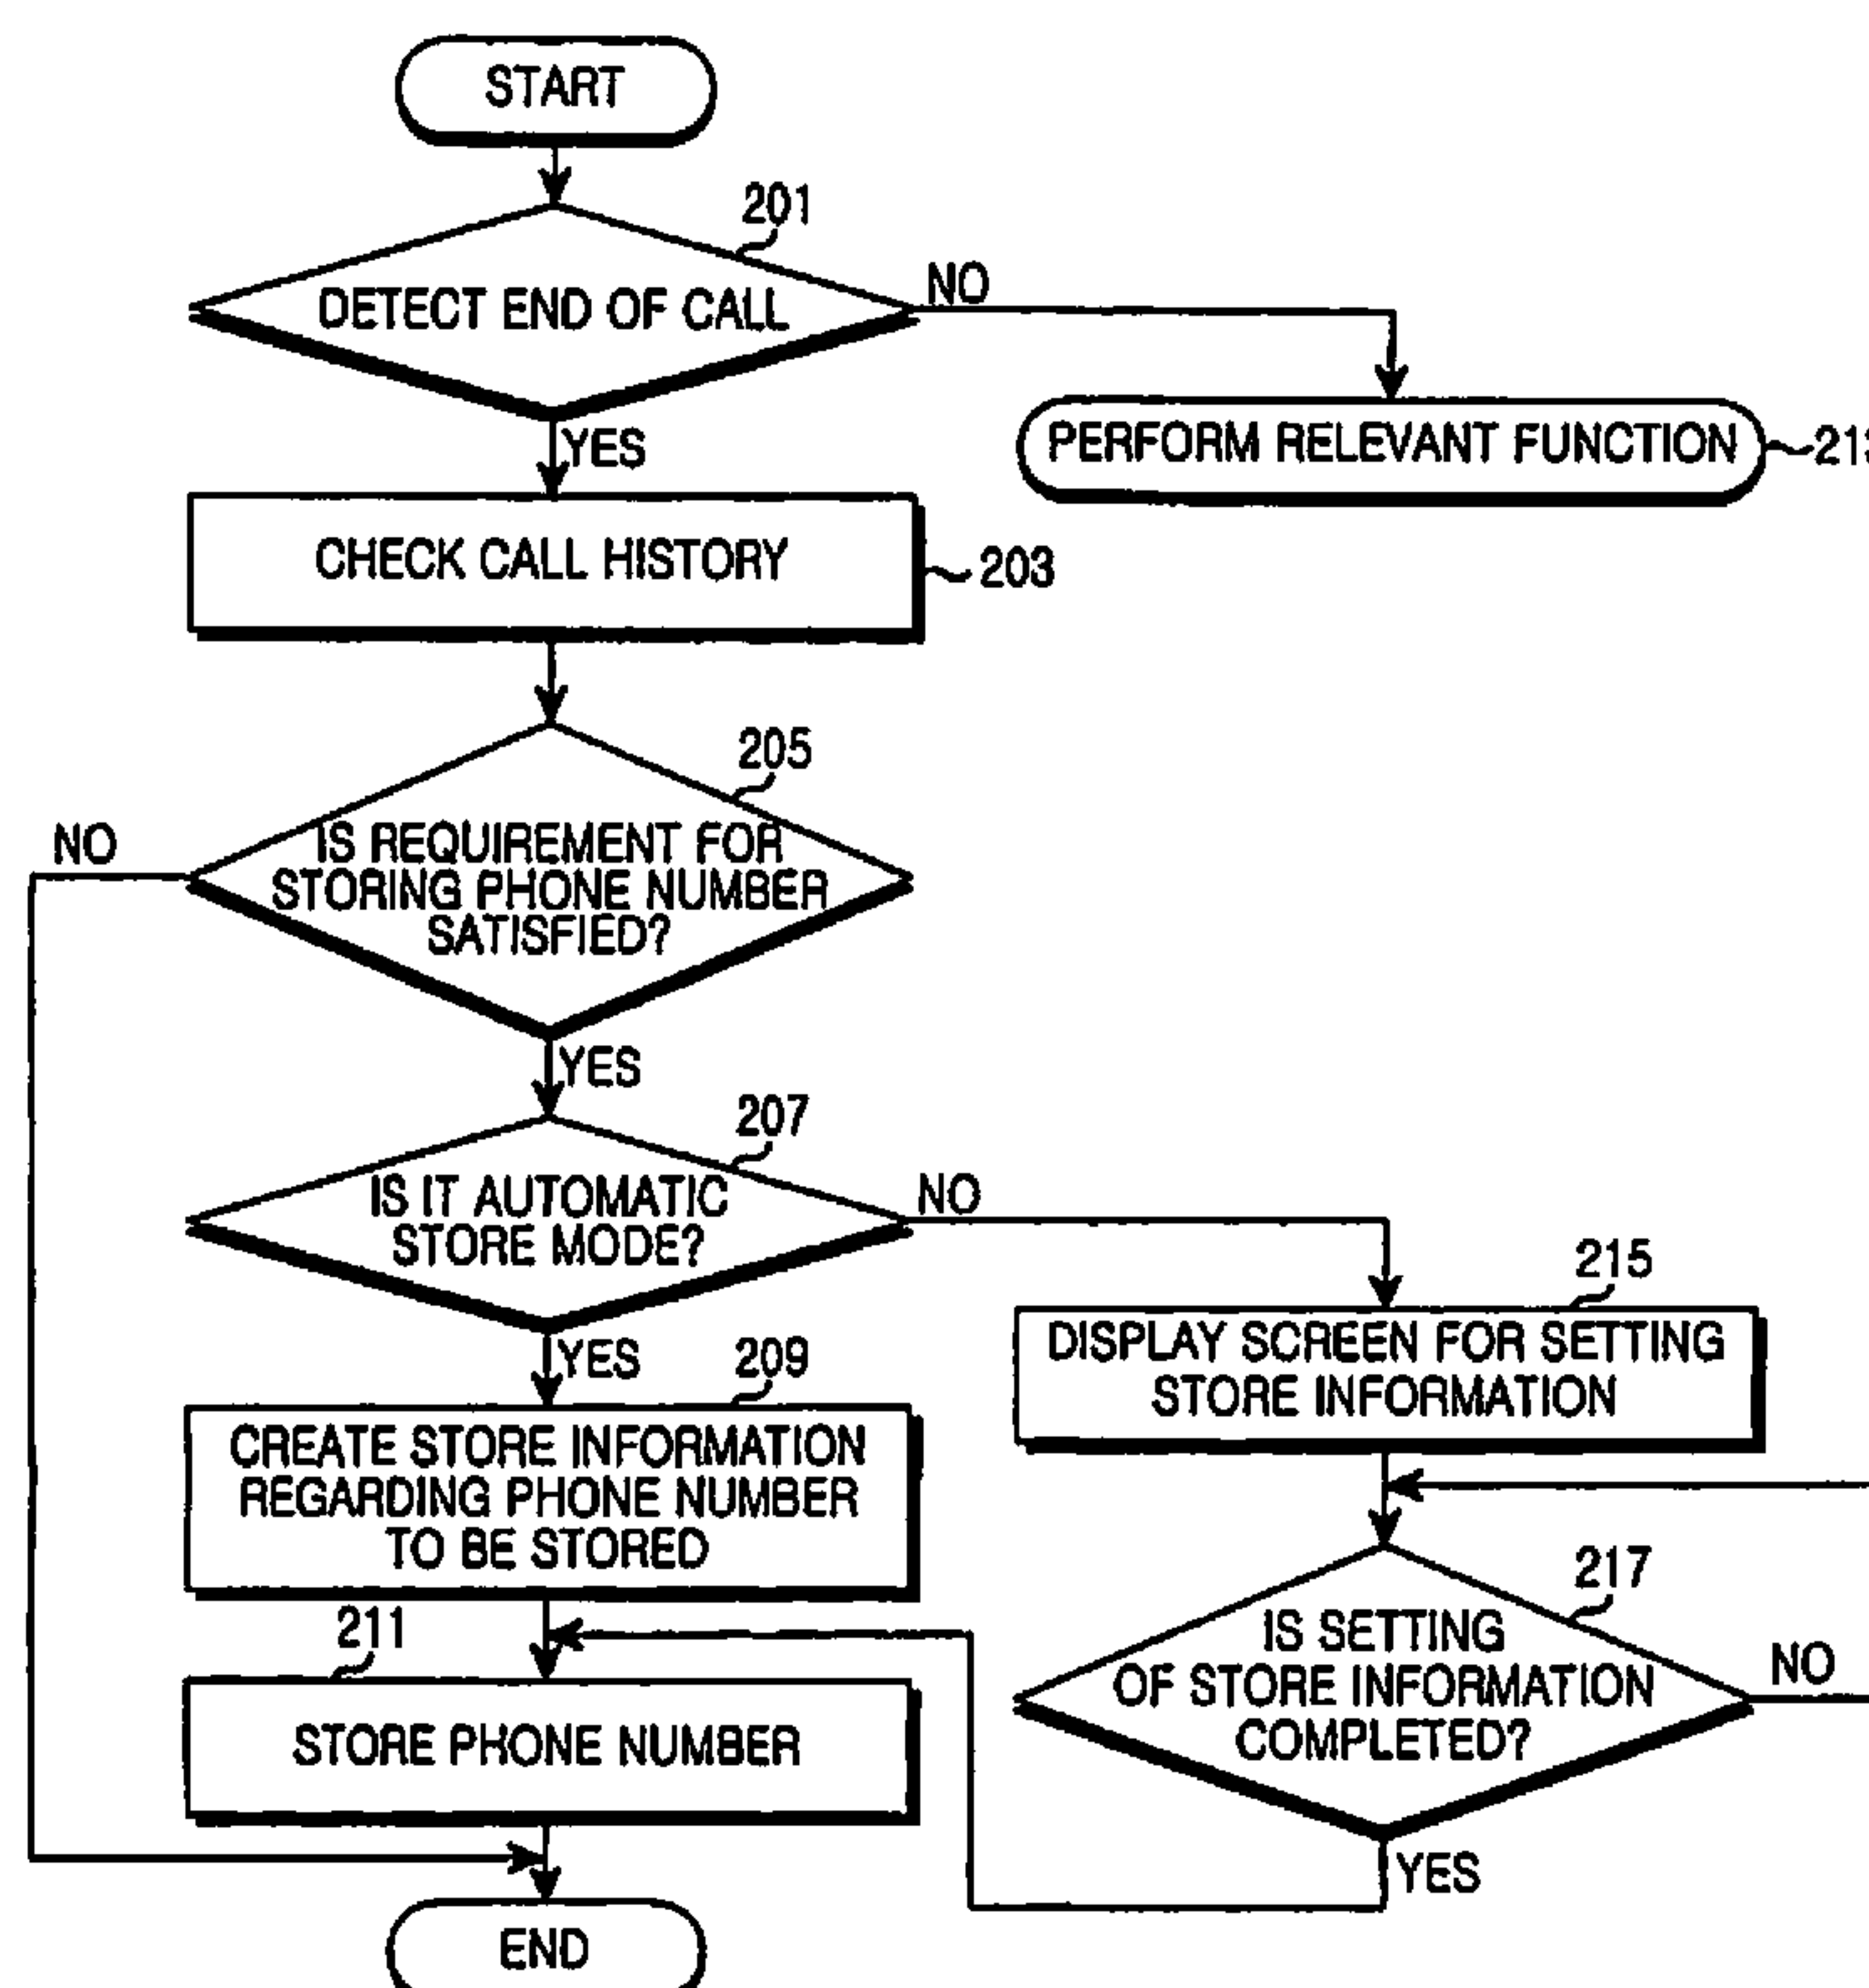 START
201
DETECT END OF CALL
NO
YES
PERFORM RELEVANT FUNCTION
CHECK CALL HISTORY
203
205
NO
IS REQUIREMENT FOR
STORING PHONE NUMBER
SATISFIED?
YES
207
IS IT AUTOMATIC
STORE MODE?
NO
YES
209
215
DISPLAY SCREEN FOR SETTING
STORE INFORMATION
CREATE STORE INFORMATION
REGARDING PHONE NUMBER
TO BE STORED
217
IS SETTING
OF STORE INFORMATION
COMPLETED?
NO
YES
211
STORE PHONE NUMBER
END